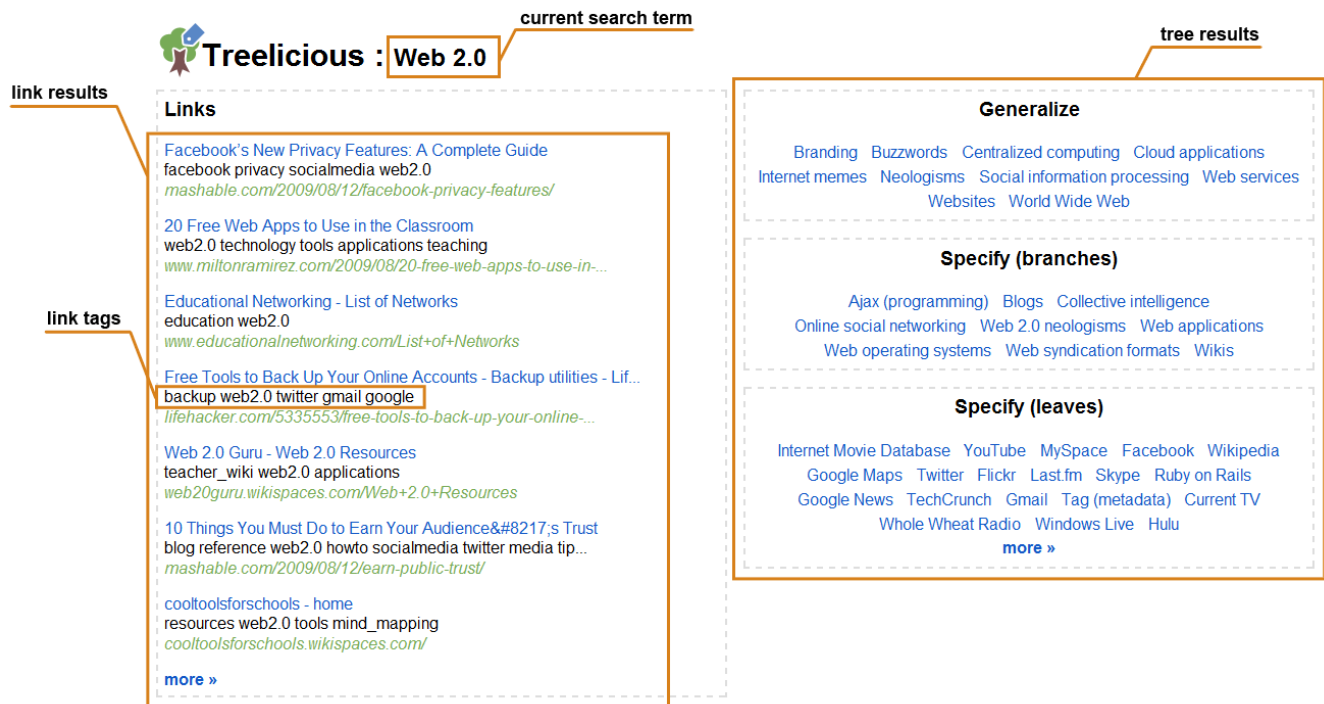 current search term
Treelicious : Web 2.0
tree results
link results
Links
Facebook's New Privacy Features: A Complete Guide
facebook privacy socialmedia web2.0
mashable.com/2009/08/12/facebook-privacy-features/
20 Free Web Apps to Use in the Classroom
web2.0 technology tools applications teaching
www.miltonramirez.com/2009/08/20-free-web-apps-to-use-in-...
Educational Networking - List of Networks
link tags
education web2.0
www.educationalnetworking.com/List+of+Networks
Free Tools to Back Up Your Online Accounts - Backup utilities - Lif...
backup web2.0 twitter gmail google
lifehacker.com/5335553/free-tools-to-back-up-your-online-...
Web 2.0 Guru - Web 2.0 Resources
teacher_wiki web2.0 applications
web20guru.wikispaces.com/Web+2.0+Resources
10 Things You Must Do to Earn Your Audience&#8217;s Trust
blog reference web2.0 howto socialmedia twitter media tip...
mashable.com/2009/08/12/earn-public-trust/
cooltoolsforschools - home
resources web2.0 tools mind_mapping
cooltoolsforschools.wikispaces.com/
more »
Generalize
Branding Buzzwords Centralized computing Cloud applications
Internet memes Neologisms Social information processing Web services
Websites World Wide Web
Specify (branches)
Ajax (programming) Blogs Collective intelligence
Online social networking Web 2.0 neologisms Web applications
Web operating systems Web syndication formats Wikis
Specify (leaves)
Internet Movie Database YouTube MySpace Facebook Wikipedia
Google Maps Twitter Flickr Last.fm Skype Ruby on Rails
Google News TechCrunch Gmail Tag (metadata) Current TV
Whole Wheat Radio Windows Live Hulu
more »